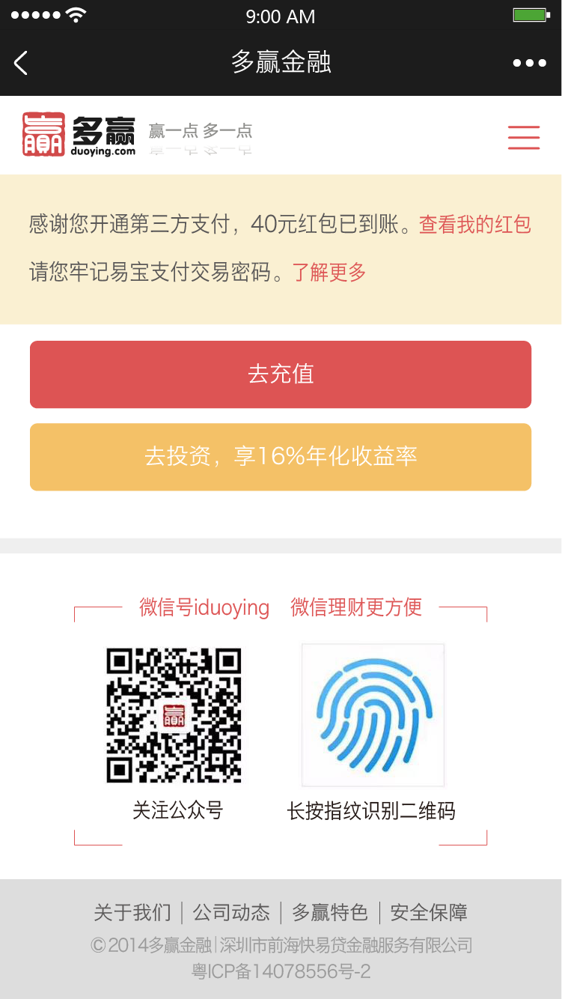 9:00 AM
多赢金融
赢 多赢 赢一点 多一点
duoying.com
感谢您开通第三方支付，40元红包已到账。查看我的红包
请您牢记易宝支付交易密码。了解更多
去充值
去投资，享16%年化收益率
微信号iduoying 微信理财更方便
赢
关注公众号 长按指纹识别二维码
关于我们｜公司动态｜多赢特色｜安全保障
©2014多赢金融|深圳市前海快易贷金融服务有限公司
粤ICP备14078556号-2